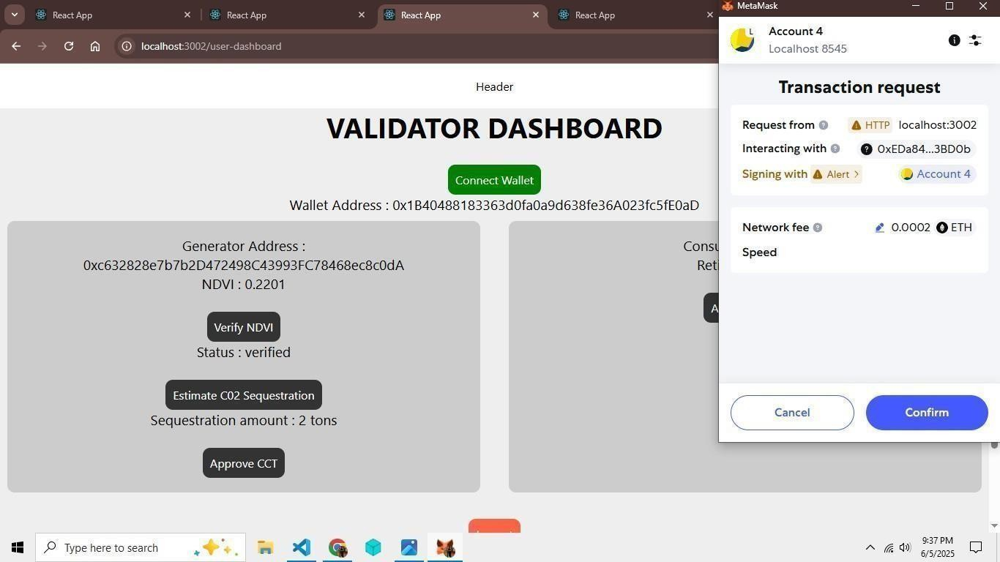 React App
React App
React App
React App
MetaMask
localhost:3002/user-dashboard
L
Account 4
Localhost 8545
Header
Transaction request
VALIDATOR DASHBOARD
Request from ? HTTP localhost:3002
Interacting with ? ? 0xEDa84...3BD0b
Signing with Alert > Account 4
Connect Wallet
Wallet Address : 0x1B40488183363d0fa0a9d638fe36A023fc5fE0aD
Network fee ? 0.0002 ETH
Speed
Generator Address :
0xc632828e7b7b2D472498C43993FC78468ec8c0dA
NDVI : 0.2201
Verify NDVI
Status : verified
Estimate C02 Sequestration
Sequestration amount : 2 tons
Approve CCT
Consu
Reti
A
Cancel
Confirm
Type here to search
9:37 PM
6/5/2025